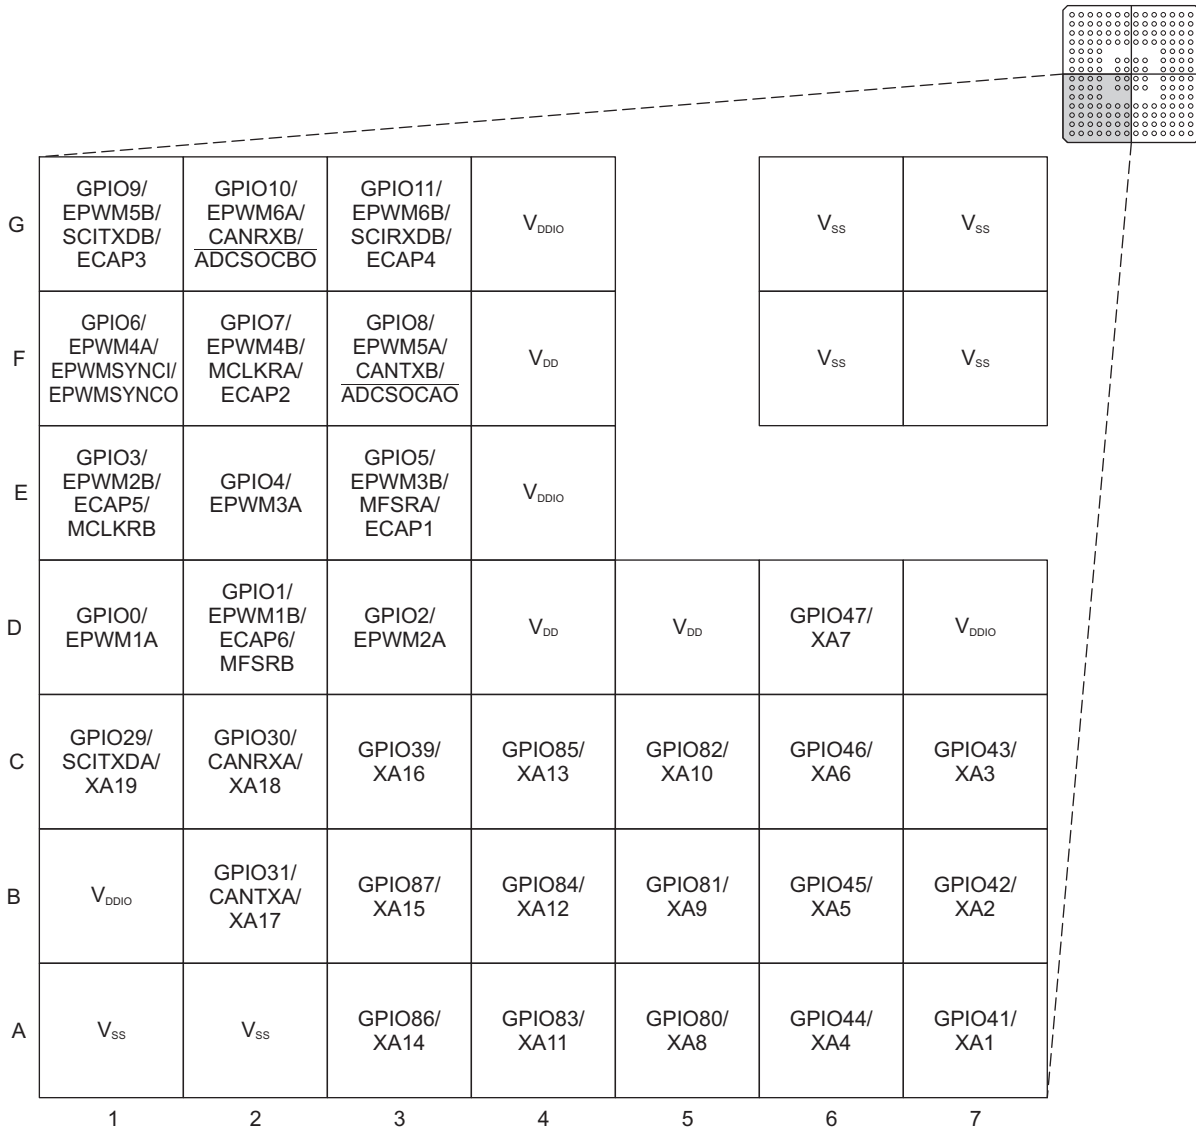 G
GPIO9/
EPWM5B/
SCITXDB/
ECAP3
GPIO10/
EPWM6A/
CANRXB/
ADCSOCBO
GPIO11/
EPWM6B/
SCIRXDB/
ECAP4
VDDIO
VSS
VSS
F
GPIO6/
EPWM4A/
EPWMSYNCI/
EPWMSYNCO
GPIO7/
EPWM4B/
MCLKRA/
ECAP2
GPIO8/
EPWM5A/
CANTXB/
ADCSOCAO
VDD
VSS
VSS
E
GPIO3/
EPWM2B/
ECAP5/
MCLKRB
GPIO4/
EPWM3A
GPIO5/
EPWM3B/
MFSRA/
ECAP1
VDDIO
D
GPIO0/
EPWM1A
GPIO1/
EPWM1B/
ECAP6/
MFSRB
GPIO2/
EPWM2A
VDD
VDD
GPIO47/
XA7
VDDIO
C
GPIO29/
SCITXDA/
XA19
GPIO30/
CANRXA/
XA18
GPIO39/
XA16
GPIO85/
XA13
GPIO82/
XA10
GPIO46/
XA6
GPIO43/
XA3
B
VDDIO
GPIO31/
CANTXA/
XA17
GPIO87/
XA15
GPIO84/
XA12
GPIO81/
XA9
GPIO45/
XA5
GPIO42/
XA2
A
VSS
VSS
GPIO86/
XA14
GPIO83/
XA11
GPIO80/
XA8
GPIO44/
XA4
GPIO41/
XA1
1 2 3 4 5 6 7